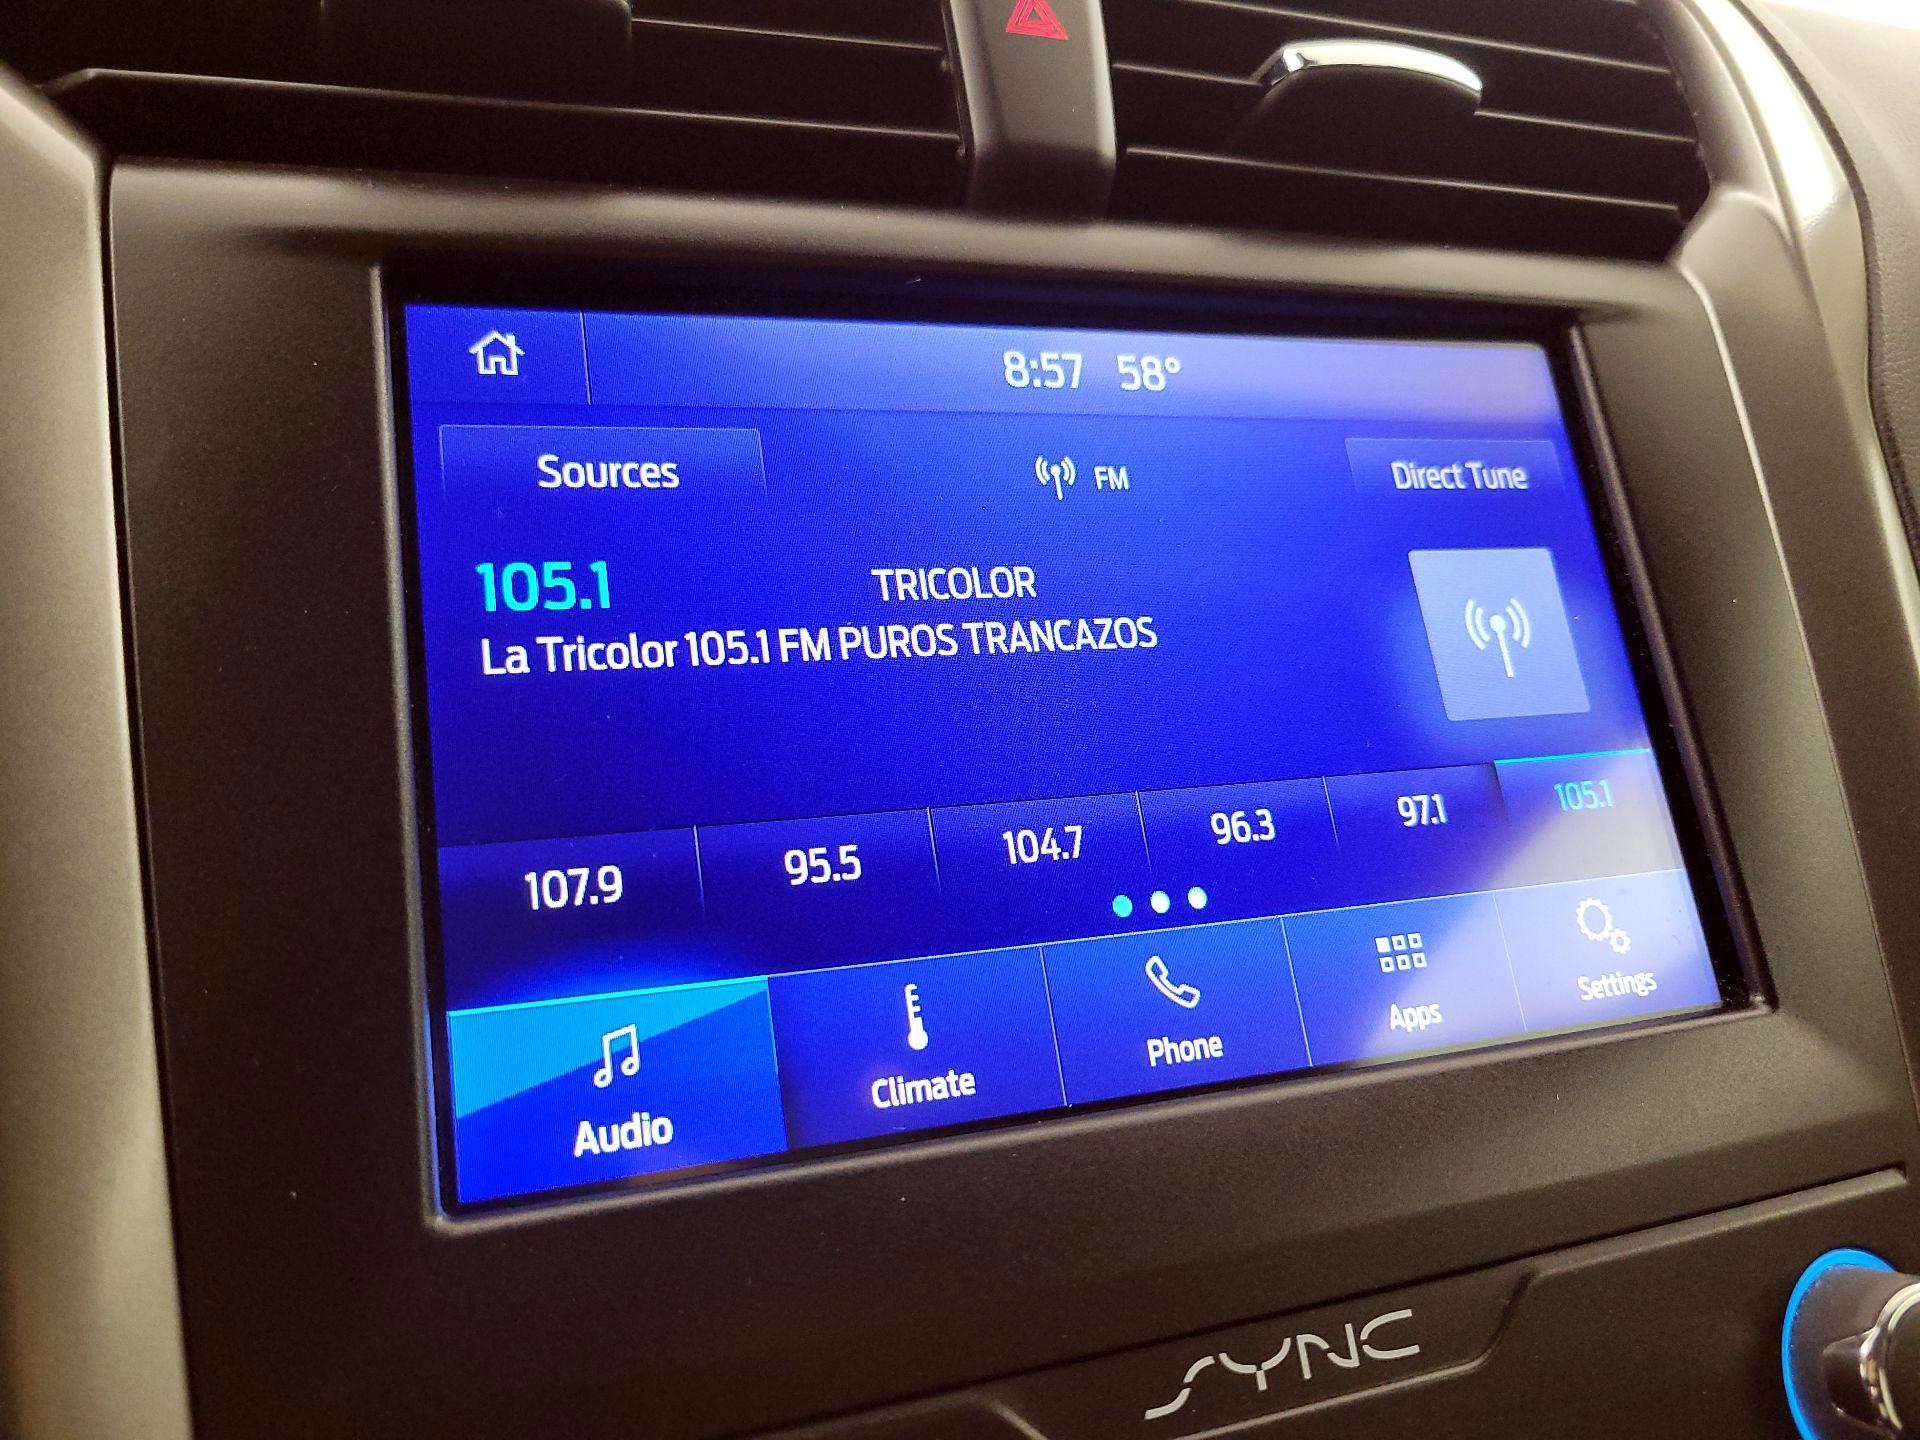 8:57 58°
Sources FM Direct Tune
105.1 TRICOLOR
La Tricolor 105.1 FM PUROS TRANCAZOS
107.9 95.5 104.7 96.3 97.1 105.1
Audio Climate Phone Apps Settings
SYNC